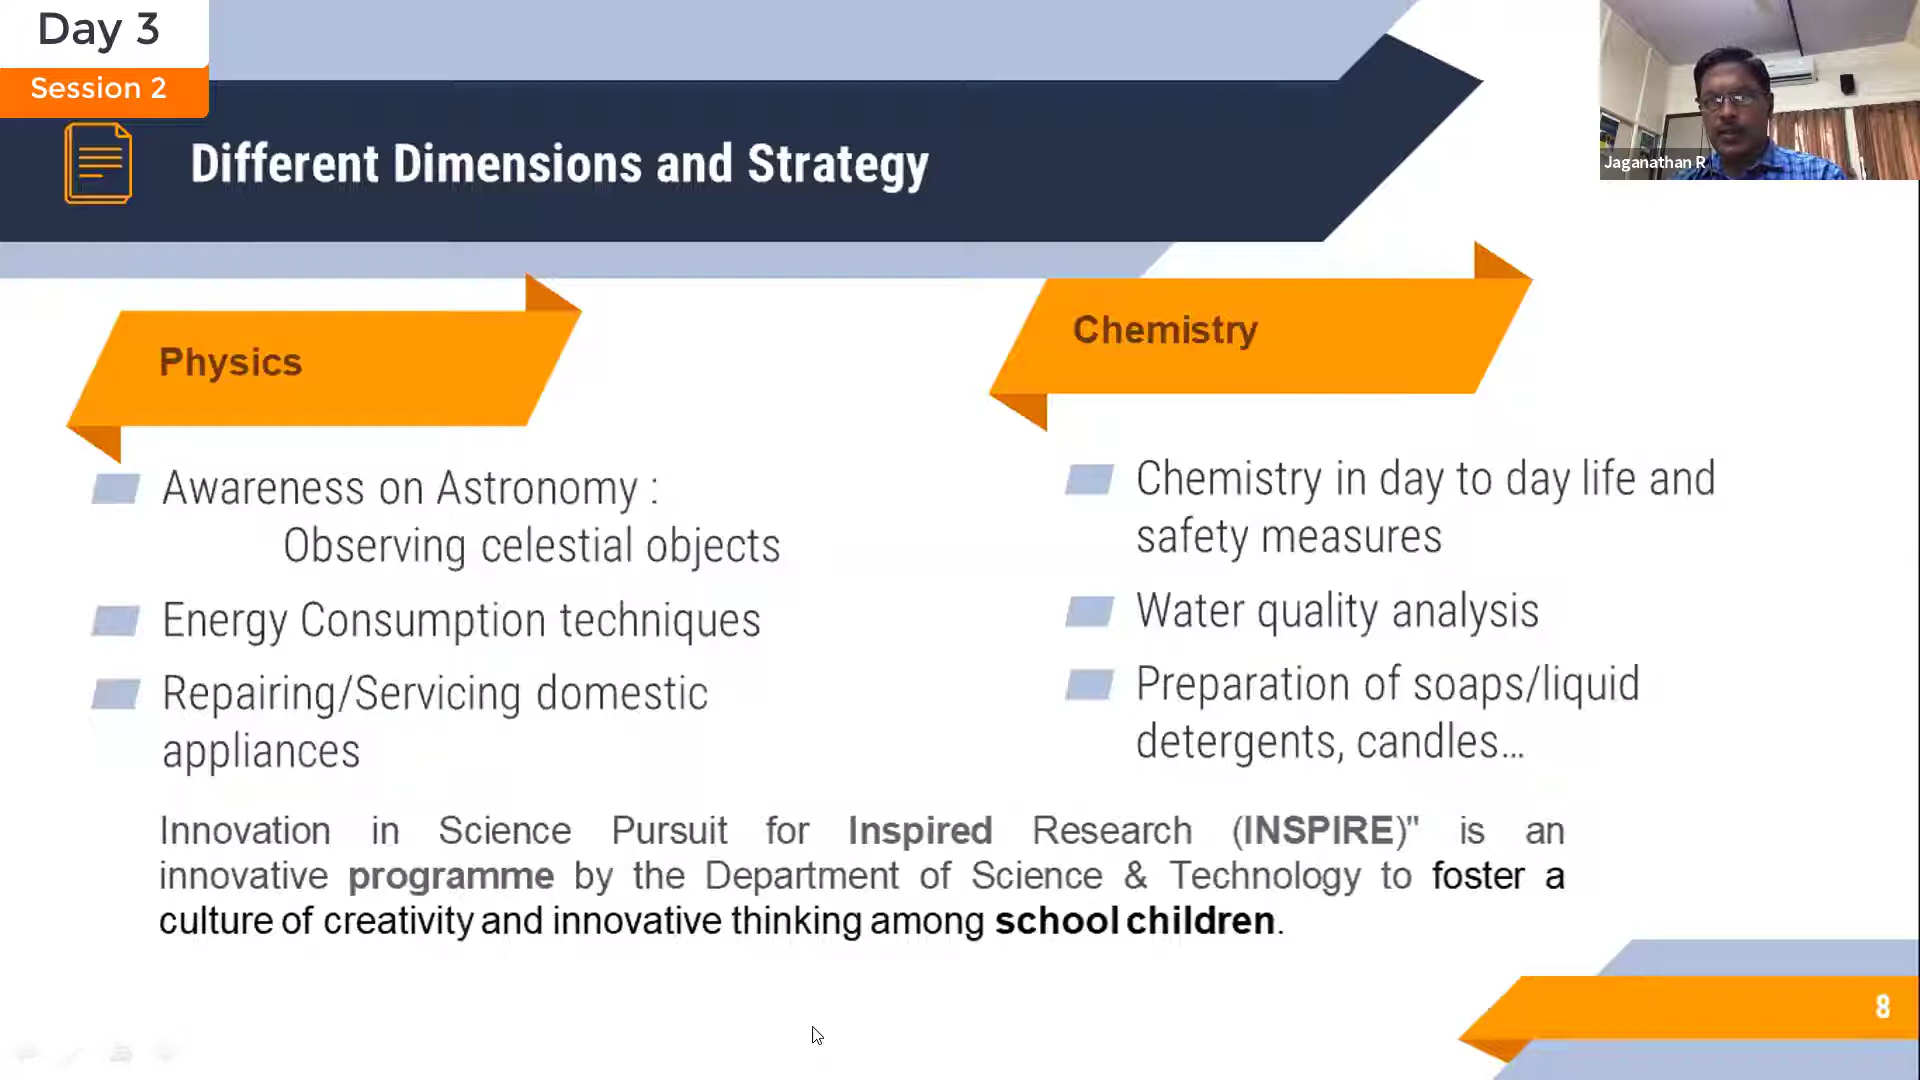 Day 3
Session 2
Different Dimensions and Strategy
Jaganathan R
Physics
Awareness on Astronomy :
Observing celestial objects
Energy Consumption techniques
Repairing/Servicing domestic
appliances
Chemistry
Chemistry in day to day life and
safety measures
Water quality analysis
Preparation of soaps/liquid
detergents, candles...
Innovation in Science Pursuit for Inspired Research (INSPIRE)" is an
innovative programme by the Department of Science & Technology to foster a
culture of creativity and innovative thinking among school children.
8